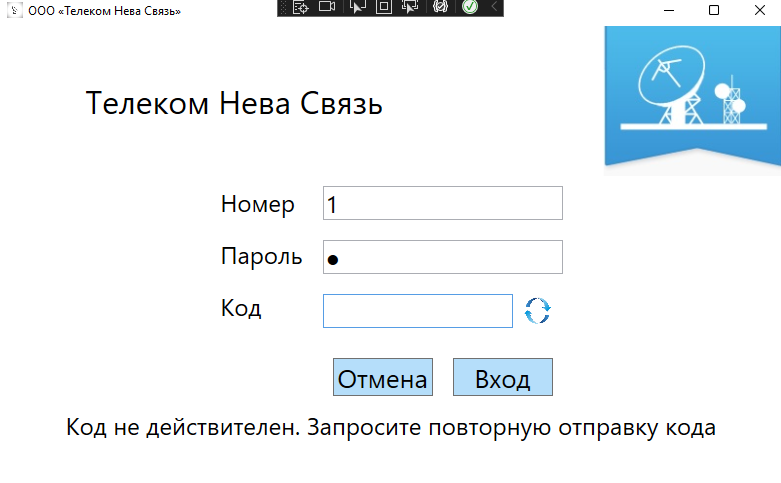 ООО «Телеком Нева Связь»
Телеком Нева Связь
Номер 1
Пароль ●
Код
Отмена Вход
Код не действителен. Запросите повторную отправку кода